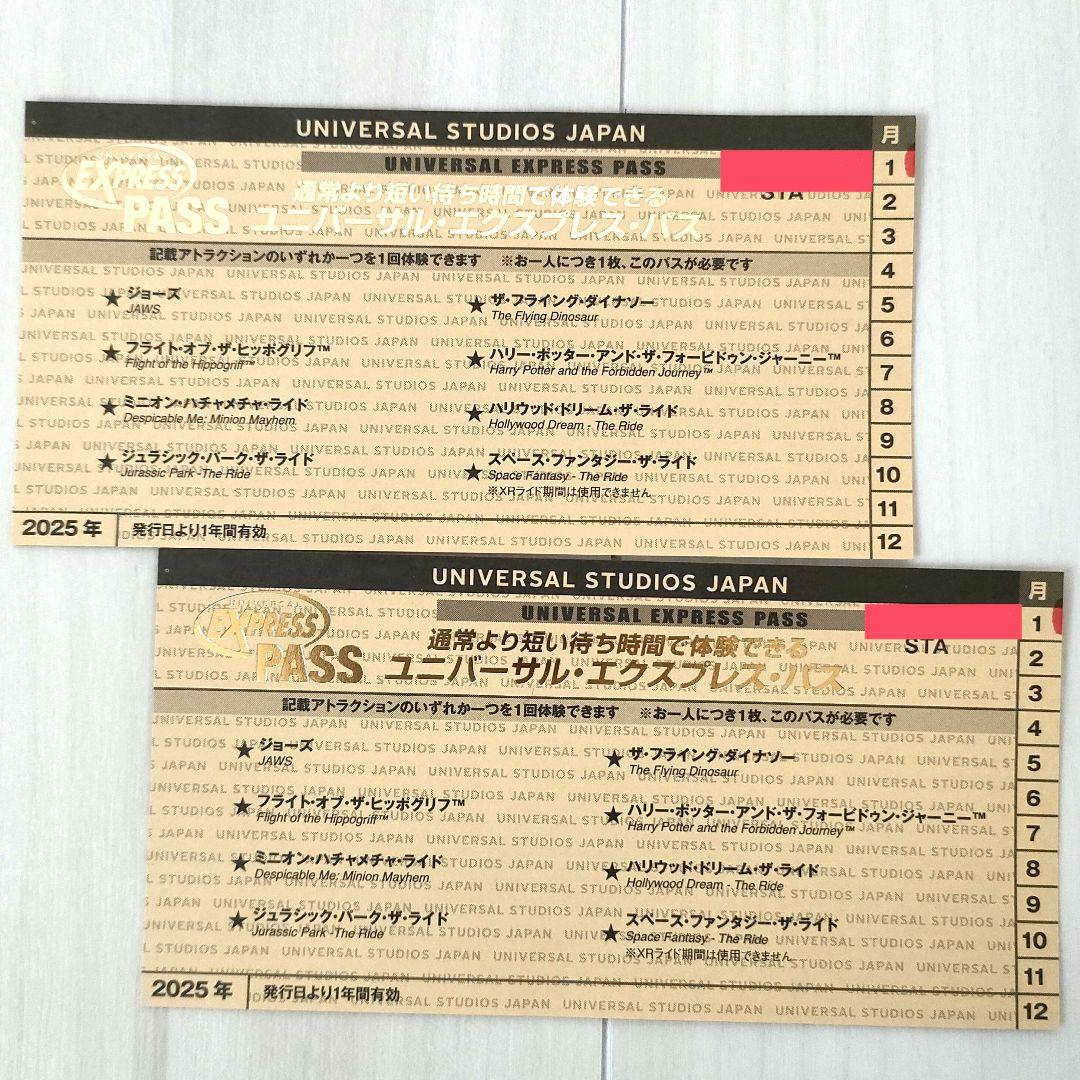 UNIVERSAL STUDIOS JAPAN
月
UNIVERSAL EXPRESS PASS
STA
EXPRESS
PASS
通常より短い待ち時間で体験できる
ユニバーサル・エクスプレス・パス
記載アトラクションのいずれか一つを1回体験できます ※お一人につき1枚、このパスが必要です
★ ジョーズ
JAWS
★ ザ・フライング・ダイナソー
The Flying Dinosaur
★ フライト・オブ・ザ・ヒッポグリフ™
Flight of the Hippogriff™
★ ハリー・ポッター・アンド・ザ・フォービドゥン・ジャーニー™
Harry Potter and the Forbidden Journey™
★ ミニオン・ハチャメチャ・ライド
Despicable Me: Minion Mayhem
★ ハリウッド・ドリーム・ザ・ライド
Hollywood Dream - The Ride
★ ジュラシック・パーク・ザ・ライド
Jurassic Park -The Ride
★ スペース・ファンタジー・ザ・ライド
Space Fantasy - The Ride
※XRライド期間は使用できません
2025年 発行日より1年間有効
1
2
3
4
5
6
7
8
9
10
11
12
UNIVERSAL STUDIOS JAPAN
月
UNIVERSAL EXPRESS PASS
STA
EXPRESS
PASS
通常より短い待ち時間で体験できる
ユニバーサル・エクスプレス・パス
記載アトラクションのいずれか一つを1回体験できます ※お一人につき1枚、このパスが必要です
★ ジョーズ
JAWS
★ ザ・フライング・ダイナソー
The Flying Dinosaur
★ フライト・オブ・ザ・ヒッポグリフ™
Flight of the Hippogriff™
★ ハリー・ポッター・アンド・ザ・フォービドゥン・ジャーニー™
Harry Potter and the Forbidden Journey™
★ ミニオン・ハチャメチャ・ライド
Despicable Me: Minion Mayhem
★ ハリウッド・ドリーム・ザ・ライド
Hollywood Dream - The Ride
★ ジュラシック・パーク・ザ・ライド
Jurassic Park -The Ride
★ スペース・ファンタジー・ザ・ライド
Space Fantasy - The Ride
※XRライド期間は使用できません
2025年 発行日より1年間有効
1
2
3
4
5
6
7
8
9
10
11
12